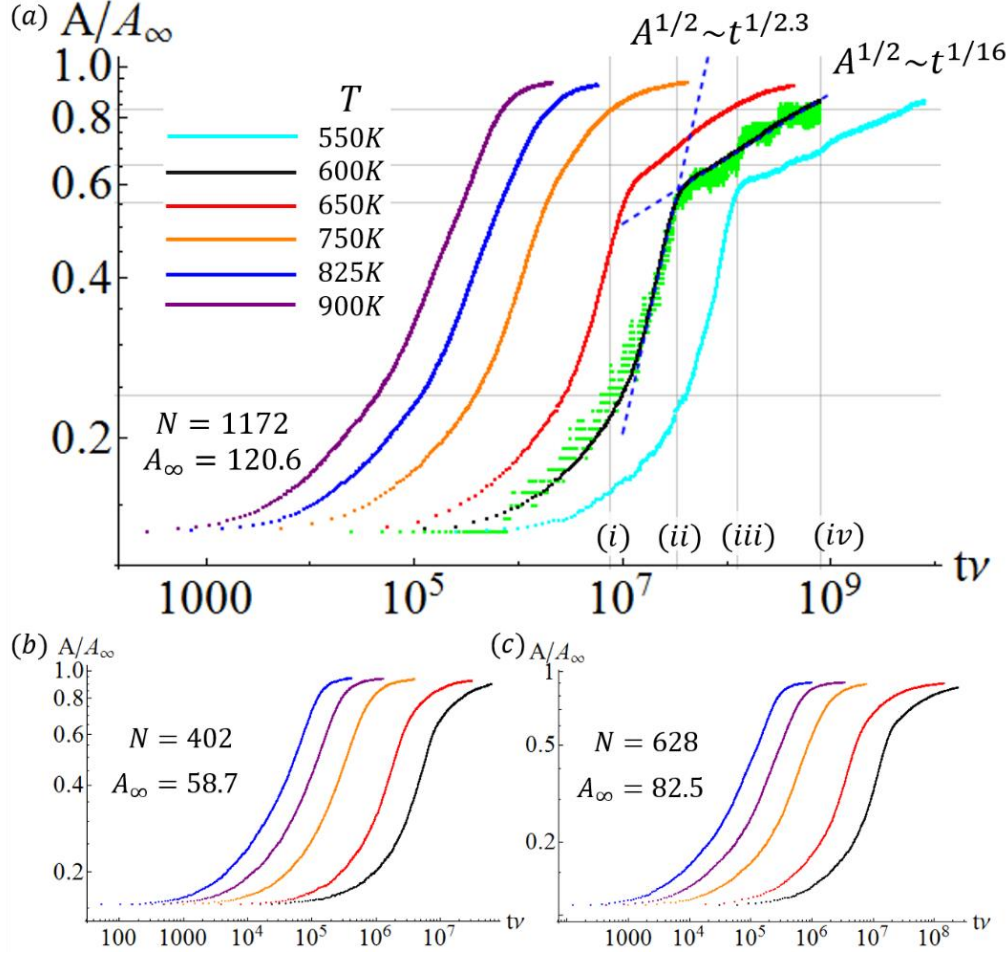 (a)
A/A∞
A^{1/2}~t^{1/2.3}
A^{1/2}~t^{1/16}
1.0
0.8
0.6
0.4
0.2
T
550K
600K
650K
750K
825K
900K
N = 1172
A∞ = 120.6
(i) (ii) (iii) (iv)
1000 10^5 10^7 10^9 tν
(b) A/A∞
1.0
0.8
0.6
0.4
0.2
N = 402
A∞ = 58.7
100 1000 10^4 10^5 10^6 10^7 tν
(c) A/A∞
1
0.5
0.2
0.1
N = 628
A∞ = 82.5
1000 10^4 10^5 10^6 10^7 10^8 tν